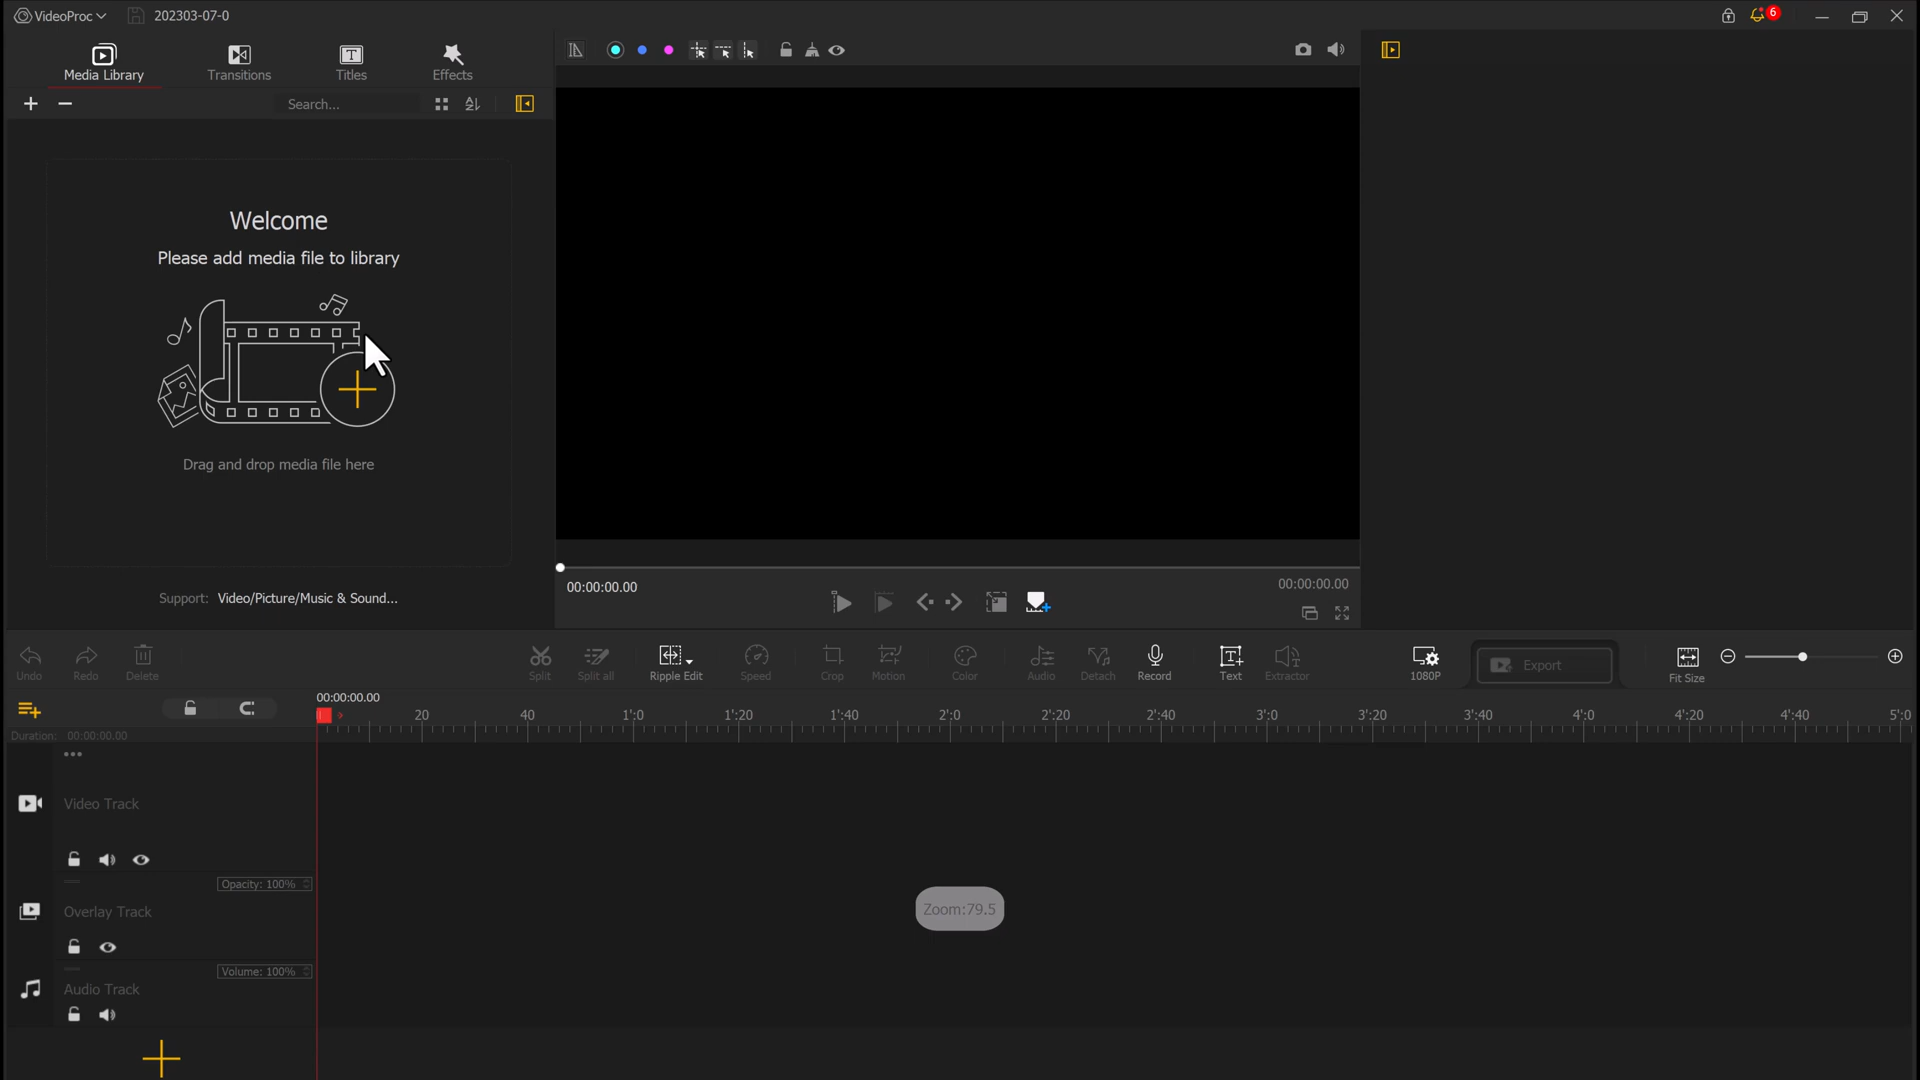 VideoProc
202303-07-0
6
Media Library
Transitions
Titles
Effects
Search...
Welcome
Please add media file to library
Drag and drop media file here
Support: Video/Picture/Music & Sound...
00:00:00.00
00:00:00.00
Undo
Redo
Delete
Split
Split all
Ripple Edit
Speed
Crop
Motion
Color
Audio
Detach
Record
Text
Extractor
1080P
Export
Fit Size
00:00:00.00
20
40
1':0
1':20
1':40
2':0
2':20
2':40
3':0
3':20
3':40
4':0
4':20
4':40
5':0
Duration: 00:00:00.00
Video Track
Opacity: 100%
Overlay Track
Zoom:79.5
Volume: 100%
Audio Track